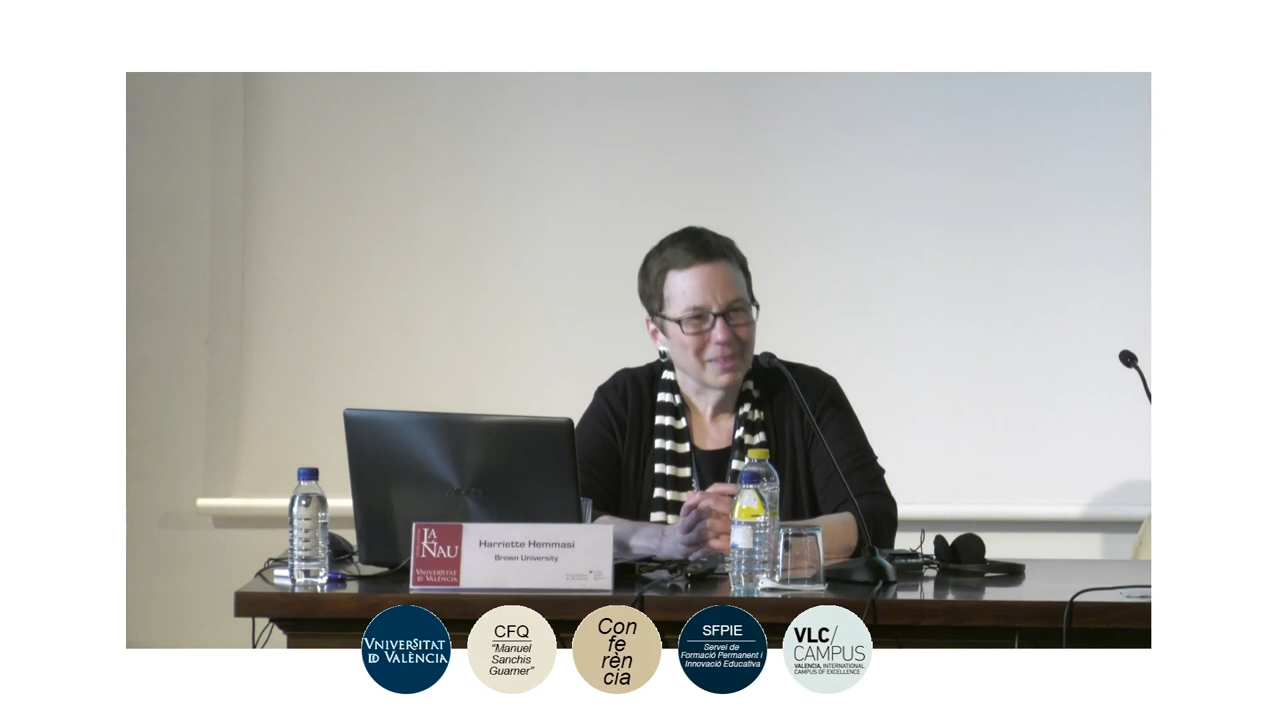 LA
NAU
VNIVERSITAT
ID VALÈNCIA
Harriette Hemmasi
Brown University
VNIVERSITAT
ID VALÈNCIA
CFQ
"Manuel
Sanchis
Guarner"
Con
fe
rèn
cia
SFPIE
Servei de
Formació Permanent i
Innovació Educativa
VLC/
CAMPUS
VALENCIA, INTERNATIONAL
CAMPUS OF EXCELLENCE